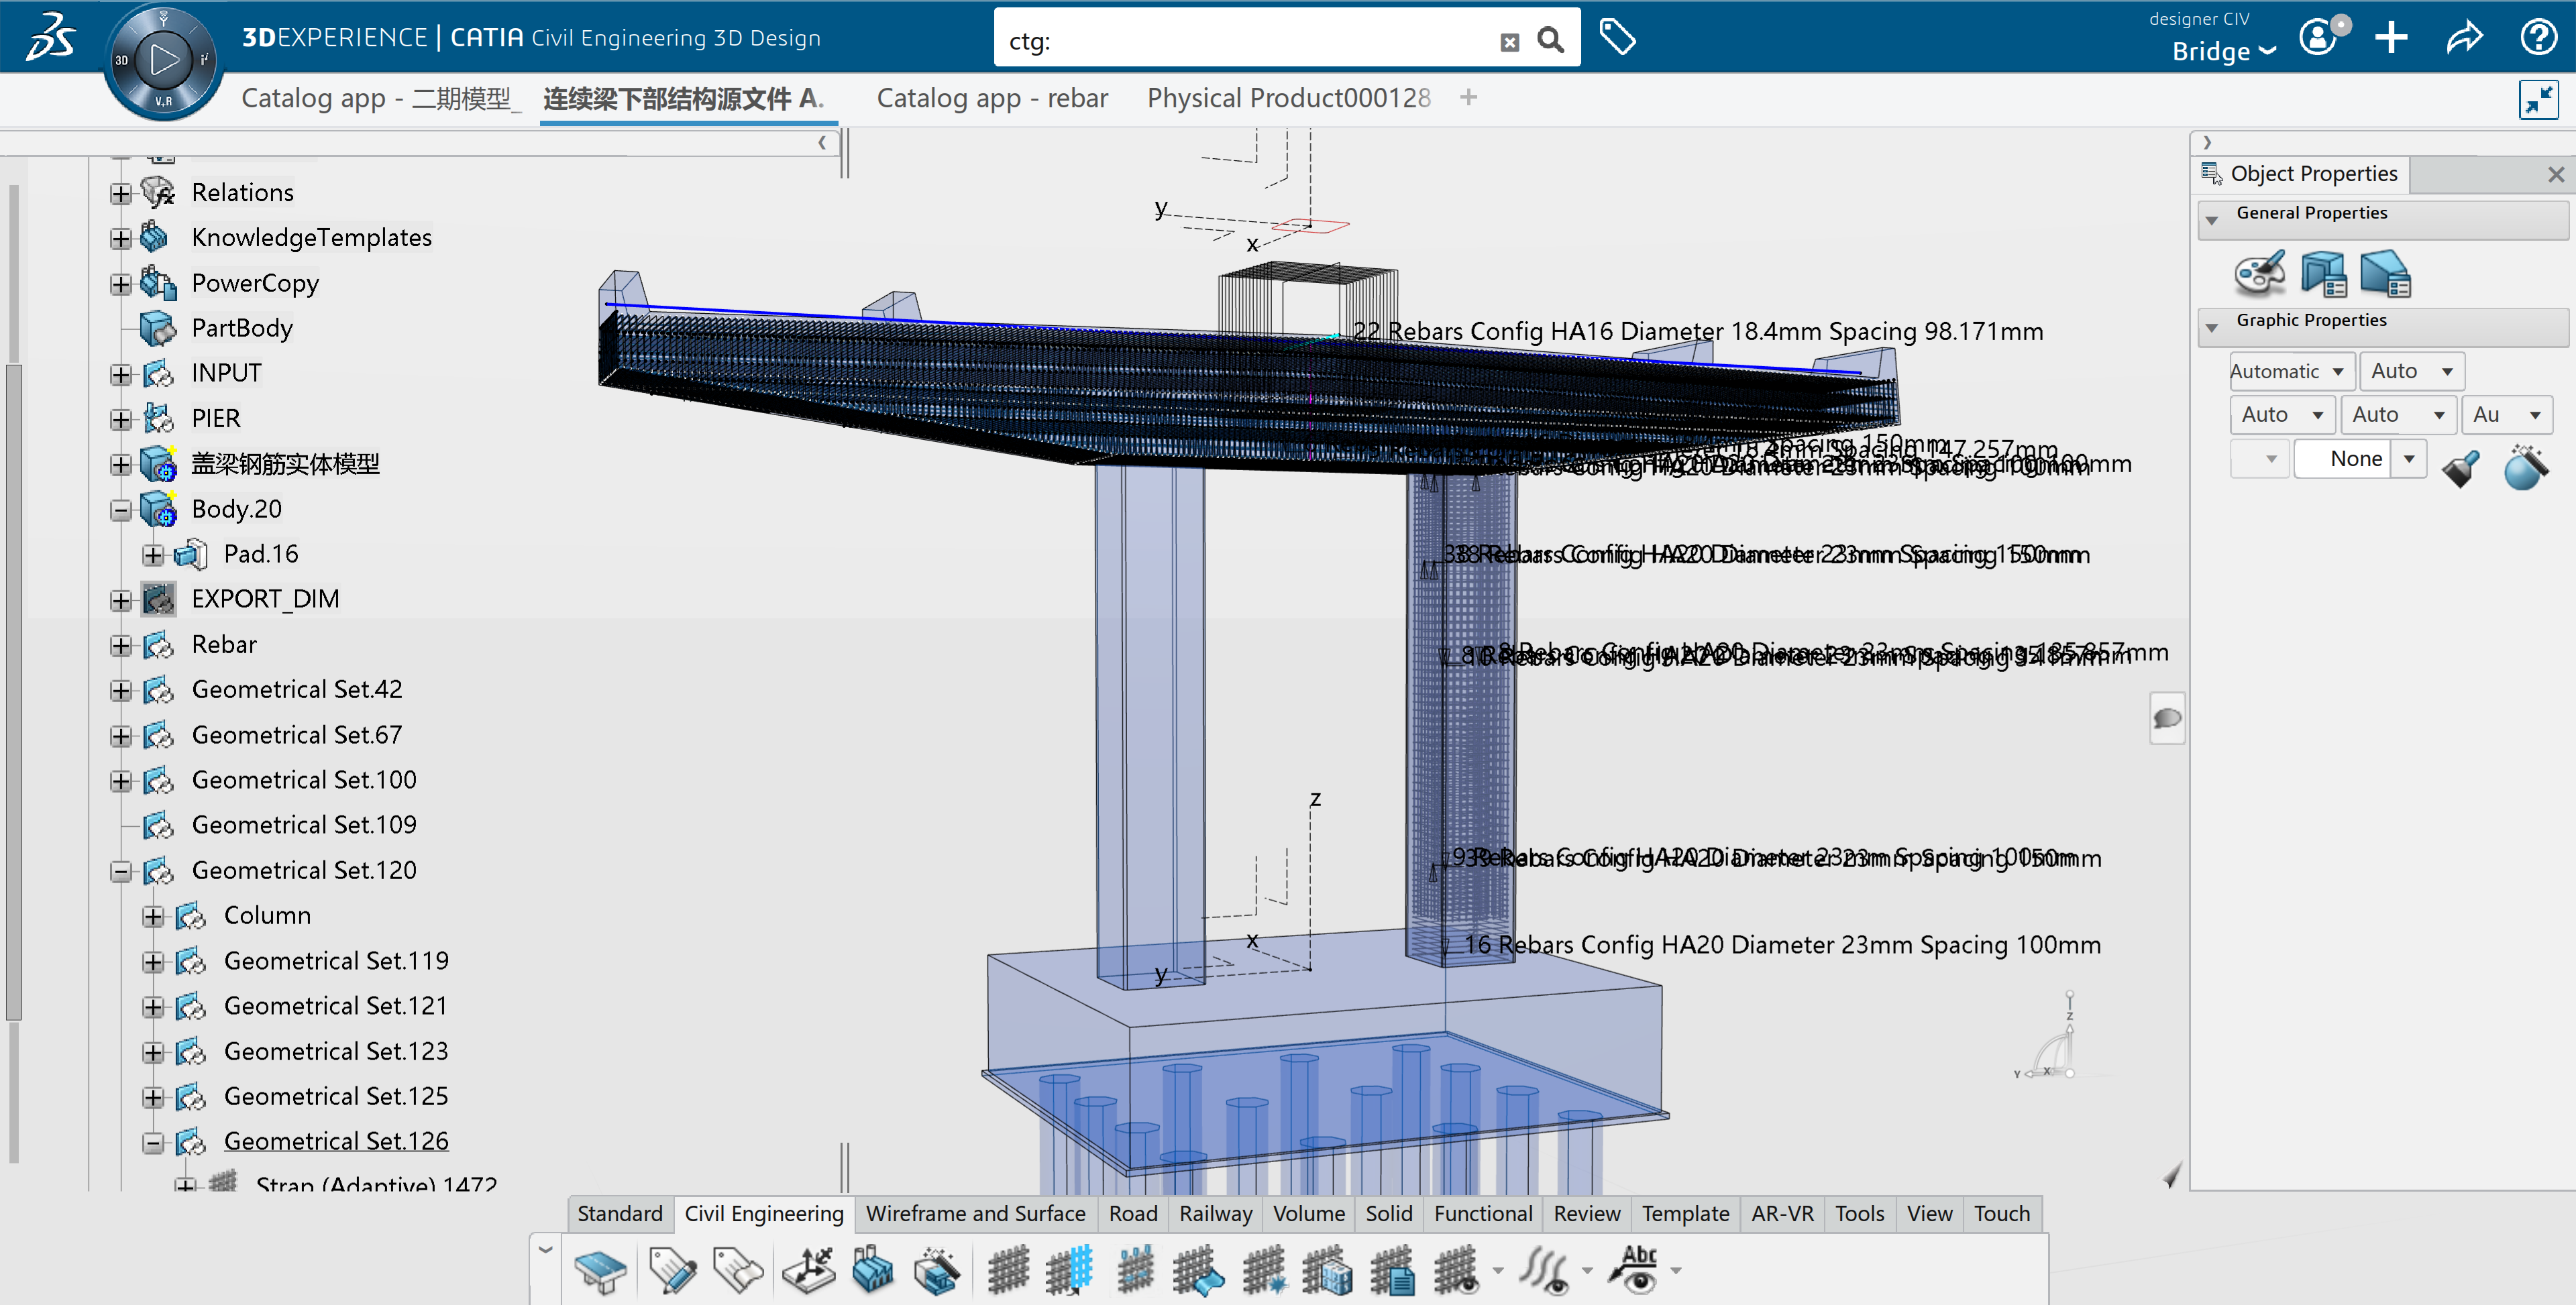 3DEXPERIENCE | CATIA Civil Engineering 3D Design
3D
V,R
ctg:
designer CIV
Bridge
Catalog app - 二期模型_
连续梁下部结构源文件 A.
Catalog app - rebar
Physical Product000128
Relations
KnowledgeTemplates
PowerCopy
PartBody
INPUT
PIER
盖梁钢筋实体模型
Body.20
Pad.16
EXPORT_DIM
Rebar
Geometrical Set.42
Geometrical Set.67
Geometrical Set.100
Geometrical Set.109
Geometrical Set.120
Column
Geometrical Set.119
Geometrical Set.121
Geometrical Set.123
Geometrical Set.125
Geometrical Set.126
Strap (Adaptive) 1472
y
x
22 Rebars Config HA16 Diameter 18.4mm Spacing 98.171mm
Spacing 150mm
Spacing 147.257mm
z
x
y
16 Rebars Config HA20 Diameter 23mm Spacing 100mm
Z
Y
X
Object Properties
General Properties
Graphic Properties
Automatic
Auto
Auto
Auto
Au
None
Standard
Civil Engineering
Wireframe and Surface
Road
Railway
Volume
Solid
Functional
Review
Template
AR-VR
Tools
View
Touch
Abc